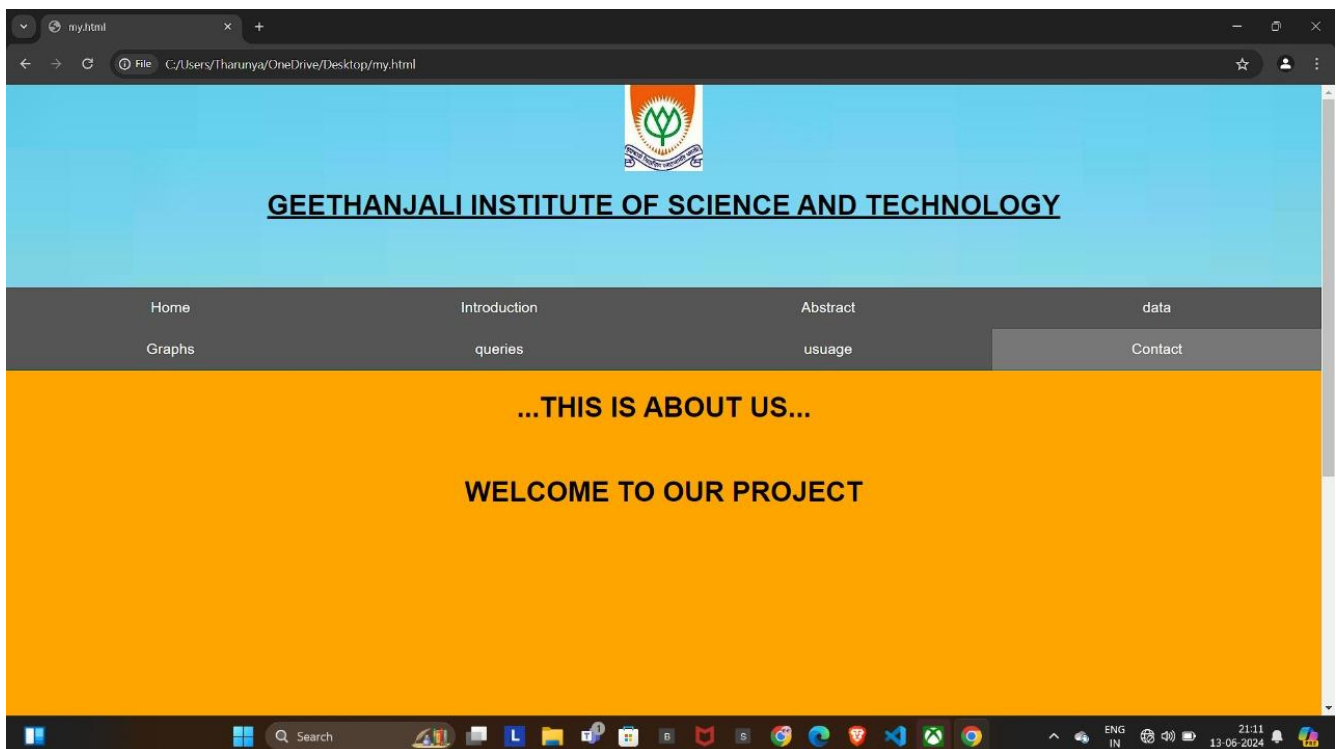 my.html
File C:/Users/Tharunya/OneDrive/Desktop/my.html
GEETHANJALI INSTITUTE OF SCIENCE AND TECHNOLOGY
Home Introduction Abstract data
Graphs queries usuage Contact
...THIS IS ABOUT US...
WELCOME TO OUR PROJECT
Search
ENG 21:11
IN 13-06-2024